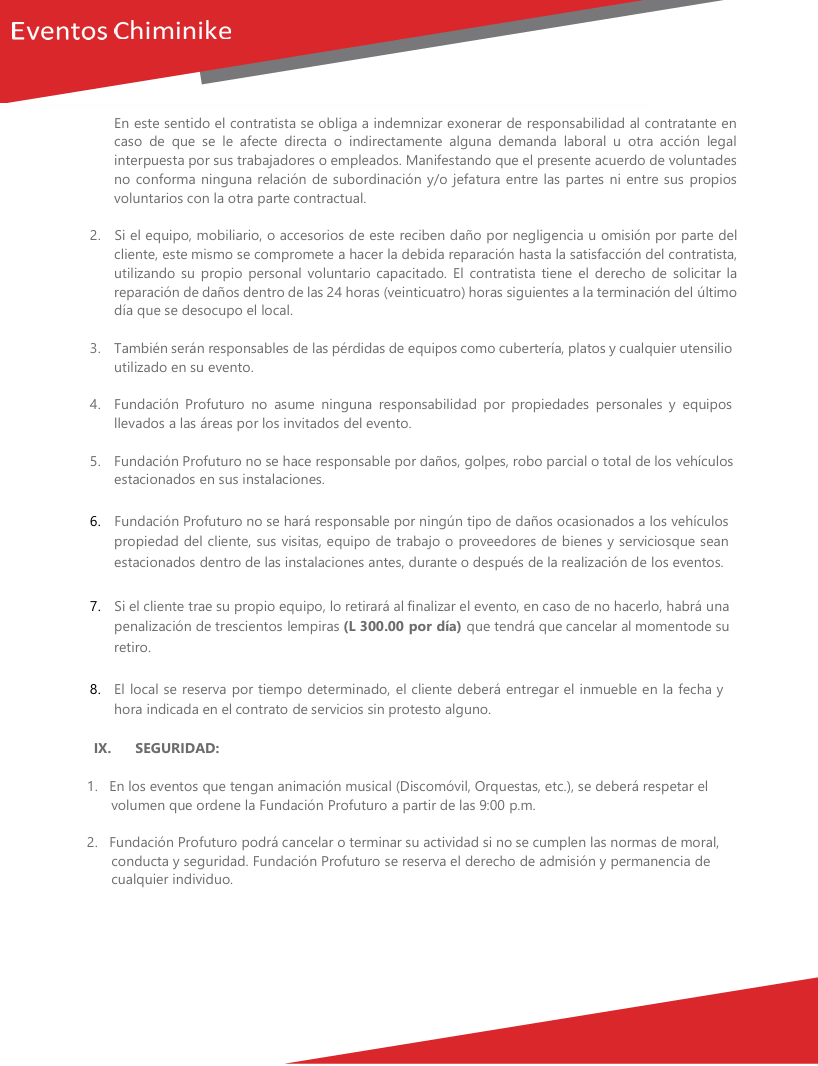 Eventos Chiminike
En este sentido el contratista se obliga a indemnizar exonerar de responsabilidad al contratante en
caso de que se le afecte directa o indirectamente alguna demanda laboral u otra acción legal
interpuesta por sus trabajadores o empleados. Manifestando que el presente acuerdo de voluntades
no conforma ninguna relación de subordinación y/o jefatura entre las partes ni entre sus propios
voluntarios con la otra parte contractual.
2. Si el equipo, mobiliario, o accesorios de este reciben daño por negligencia u omisión por parte del
cliente, este mismo se compromete a hacer la debida reparación hasta la satisfacción del contratista,
utilizando su propio personal voluntario capacitado. El contratista tiene el derecho de solicitar la
reparación de daños dentro de las 24 horas (veinticuatro) horas siguientes a la terminación del último
día que se desocupo el local.
3. También serán responsables de las pérdidas de equipos como cubertería, platos y cualquier utensilio
utilizado en su evento.
4. Fundación Profuturo no asume ninguna responsabilidad por propiedades personales y equipos
llevados a las áreas por los invitados del evento.
5. Fundación Profuturo no se hace responsable por daños, golpes, robo parcial o total de los vehículos
estacionados en sus instalaciones.
6. Fundación Profuturo no se hará responsable por ningún tipo de daños ocasionados a los vehículos
propiedad del cliente, sus visitas, equipo de trabajo o proveedores de bienes y serviciosque sean
estacionados dentro de las instalaciones antes, durante o después de la realización de los eventos.
7. Si el cliente trae su propio equipo, lo retirará al finalizar el evento, en caso de no hacerlo, habrá una
penalización de trescientos lempiras (L 300.00 por día) que tendrá que cancelar al momentode su
retiro.
8. El local se reserva por tiempo determinado, el cliente deberá entregar el inmueble en la fecha y
hora indicada en el contrato de servicios sin protesto alguno.
IX. SEGURIDAD:
1. En los eventos que tengan animación musical (Discomóvil, Orquestas, etc.), se deberá respetar el
volumen que ordene la Fundación Profuturo a partir de las 9:00 p.m.
2. Fundación Profuturo podrá cancelar o terminar su actividad si no se cumplen las normas de moral,
conducta y seguridad. Fundación Profuturo se reserva el derecho de admisión y permanencia de
cualquier individuo.